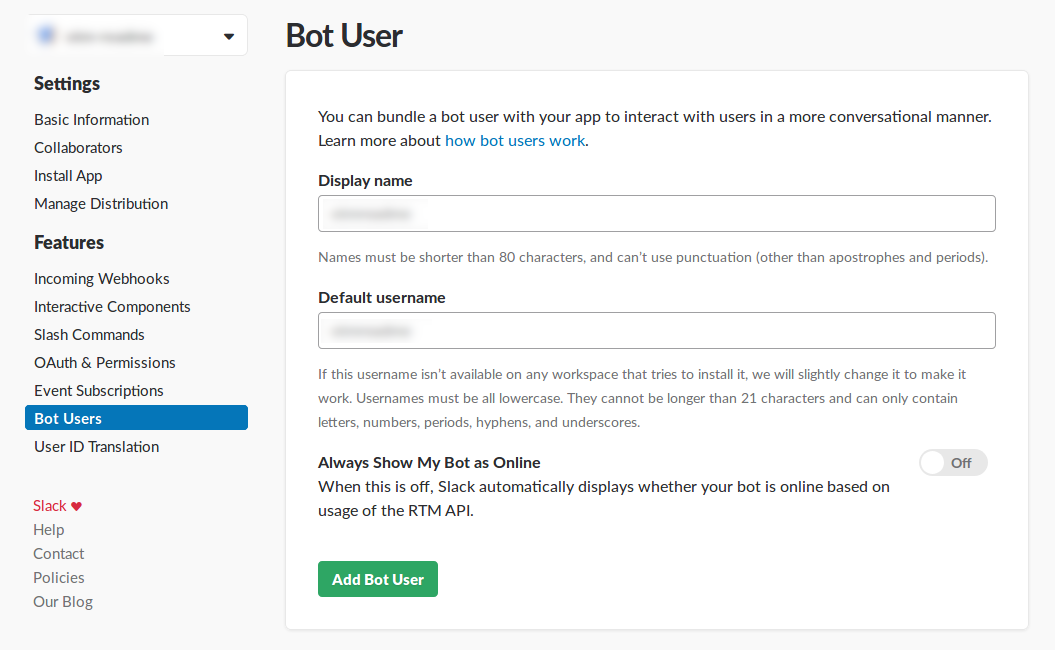 Settings
Basic Information
Collaborators
Install App
Manage Distribution
Features
Incoming Webhooks
Interactive Components
Slash Commands
OAuth & Permissions
Event Subscriptions
Bot Users
User ID Translation
Slack
Help
Contact
Policies
Our Blog
Bot User
You can bundle a bot user with your app to interact with users in a more conversational manner.
Learn more about how bot users work.
Display name
Names must be shorter than 80 characters, and can’t use punctuation (other than apostrophes and periods).
Default username
If this username isn’t available on any workspace that tries to install it, we will slightly change it to make it
work. Usernames must be all lowercase. They cannot be longer than 21 characters and can only contain
letters, numbers, periods, hyphens, and underscores.
Always Show My Bot as Online
Off
When this is off, Slack automatically displays whether your bot is online based on
usage of the RTM API.
Add Bot User